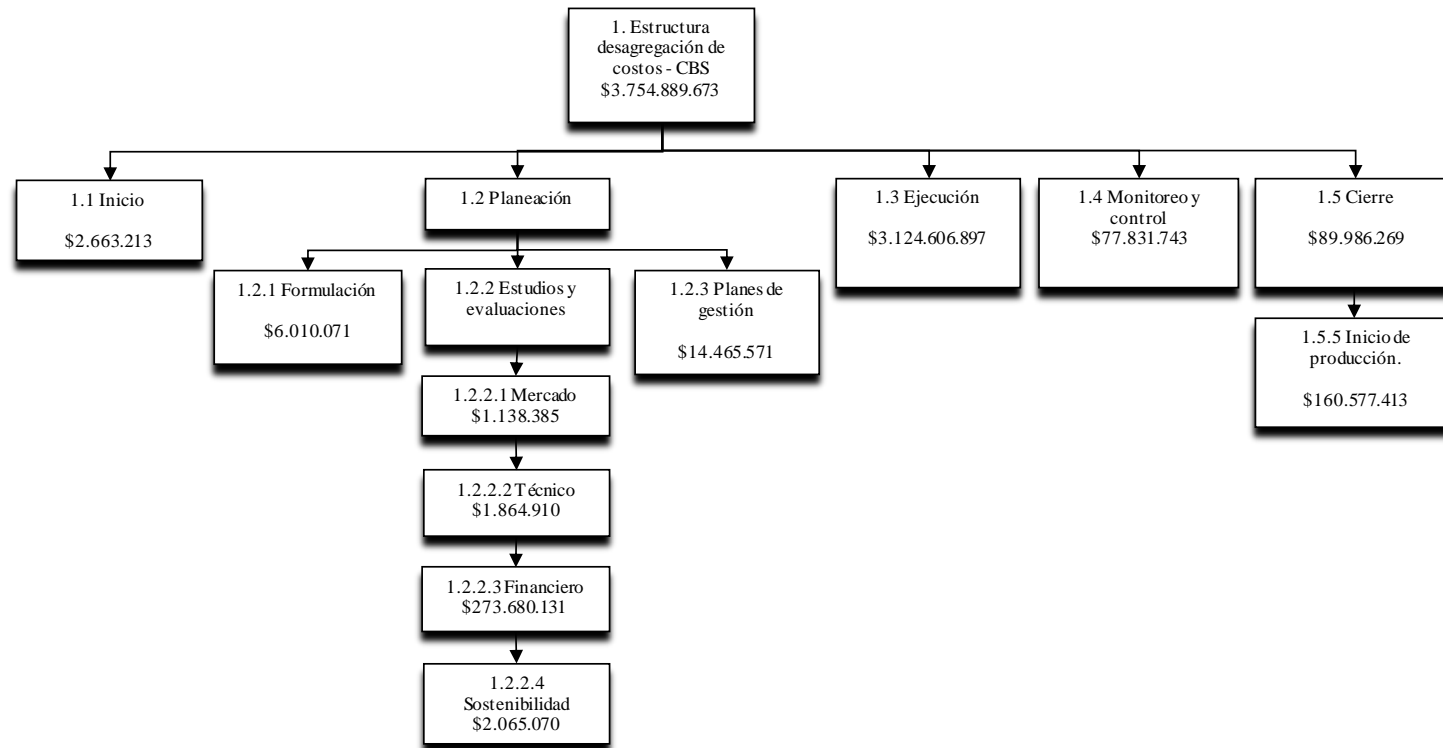 1. Estructura
desagregación de
costos - CBS
$3.754.889.673
1.1 Inicio
$2.663.213
1.2 Planeación
1.3 Ejecución
$3.124.606.897
1.4 Monitoreo y
control
$77.831.743
1.5 Cierre
$89.986.269
1.2.1 Formulación
$6.010.071
1.2.2 Estudios y
evaluaciones
1.2.3 Planes de
gestión
$14.465.571
1.5.5 Inicio de
producción.
$160.577.413
1.2.2.1 Mercado
$1.138.385
1.2.2.2 Técnico
$1.864.910
1.2.2.3 Financiero
$273.680.131
1.2.2.4
Sostenibilidad
$2.065.070